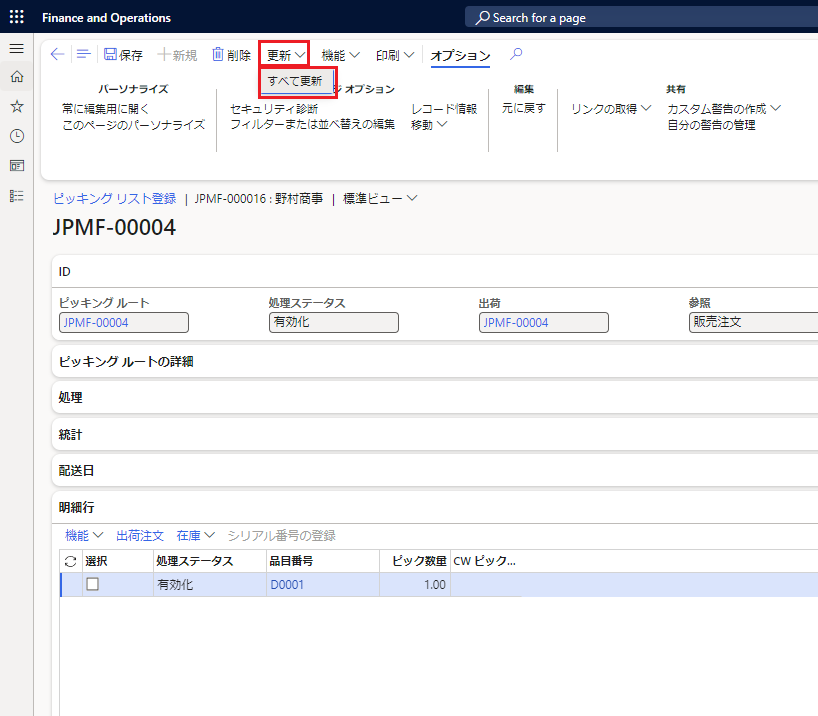 Finance and Operations
Search for a page
保存
新規
削除
更新
機能
印刷
オプション
すべて更新
パーソナライズ
ジ オプション
編集
共有
常に編集用に開く
このページのパーソナライズ
セキュリティ診断
フィルターまたは並べ替えの編集
レコード情報
移動
元に戻す
リンクの取得
カスタム警告の作成
自分の警告の管理
ピッキング リスト登録 | JPMF-000016 : 野村商事 | 標準ビュー
JPMF-00004
ID
ピッキング ルート
処理ステータス
出荷
参照
JPMF-00004
有効化
JPMF-00004
販売注文
ピッキング ルートの詳細
処理
統計
配送日
明細行
機能
出荷注文
在庫
シリアル番号の登録
選択
処理ステータス
品目番号
ピック数量
CW ピック...
有効化
D0001
1.00